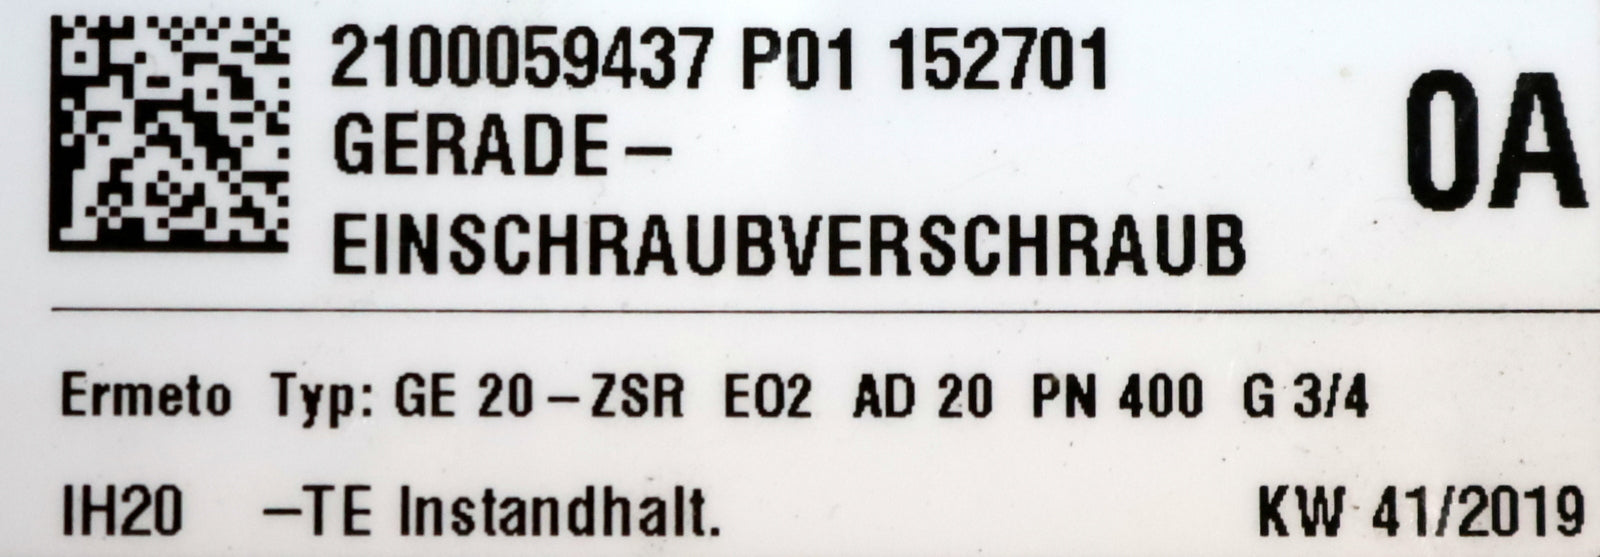 2100059437 P01 152701
0A
GERADE-
EINSCHRAUBVERSCHRAUB
Ermeto Typ: GE 20-ZSR EO2 AD 20 PN 400 G 3/4
IH20 -TE Instandhalt. KW 41/2019